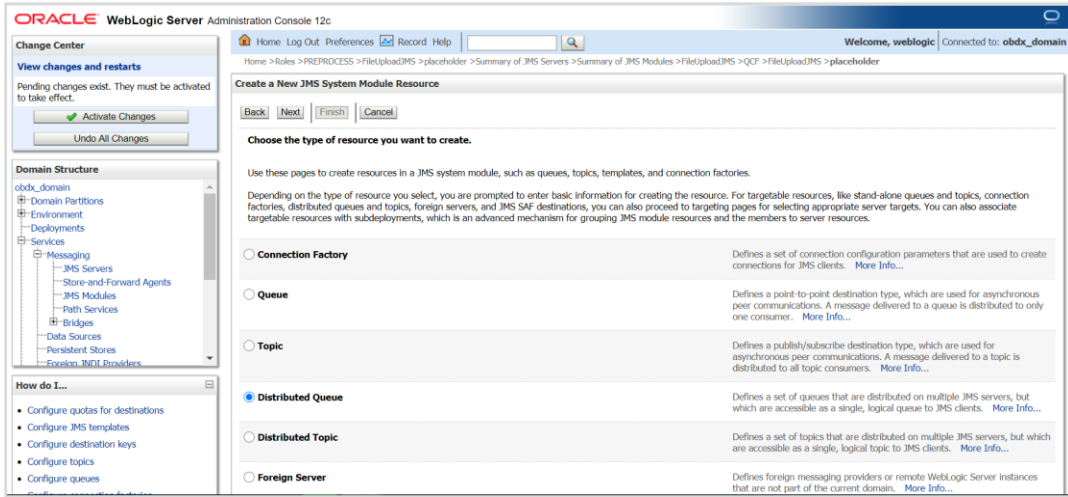 ORACLE WebLogic Server Administration Console 12c
Change Center
View changes and restarts
Pending changes exist. They must be activated
to take effect.
Activate Changes
Undo All Changes
Domain Structure
obdx_domain
Domain Partitions
Environment
Deployments
Services
Messaging
JMS Servers
Store-and-Forward Agents
JMS Modules
Path Services
Bridges
Data Sources
Persistent Stores
Foreign JNDI Providers
How do I...
Configure quotas for destinations
Configure JMS templates
Configure destination keys
Configure topics
Configure queues
Configure connection factories
Home Log Out Preferences Record Help
Welcome, weblogic Connected to: obdx_domain
Home >Roles >PREPROCESS >FileUploadJMS >placeholder >Summary of JMS Servers >Summary of JMS Modules >FileUploadJMS >QCF >FileUploadJMS >placeholder
Create a New JMS System Module Resource
Back Next Finish Cancel
Choose the type of resource you want to create.
Use these pages to create resources in a JMS system module, such as queues, topics, templates, and connection factories.
Depending on the type of resource you select, you are prompted to enter basic information for creating the resource. For targetable resources, like stand-alone queues and topics, connection
factories, distributed queues and topics, foreign servers, and JMS SAF destinations, you can also proceed to targeting pages for selecting appropriate server targets. You can also associate
targetable resources with subdeployments, which is an advanced mechanism for grouping JMS module resources and the members to server resources.
Connection Factory
Defines a set of connection configuration parameters that are used to create
connections for JMS clients. More Info...
Queue
Defines a point-to-point destination type, which are used for asynchronous
peer communications. A message delivered to a queue is distributed to only
one consumer. More Info...
Topic
Defines a publish/subscribe destination type, which are used for
asynchronous peer communications. A message delivered to a topic is
distributed to all topic consumers. More Info...
Distributed Queue
Defines a set of queues that are distributed on multiple JMS servers, but
which are accessible as a single, logical queue to JMS clients. More Info...
Distributed Topic
Defines a set of topics that are distributed on multiple JMS servers, but which
are accessible as a single, logical topic to JMS clients. More Info...
Foreign Server
Defines foreign messaging providers or remote WebLogic Server instances
that are not part of the current domain. More Info...